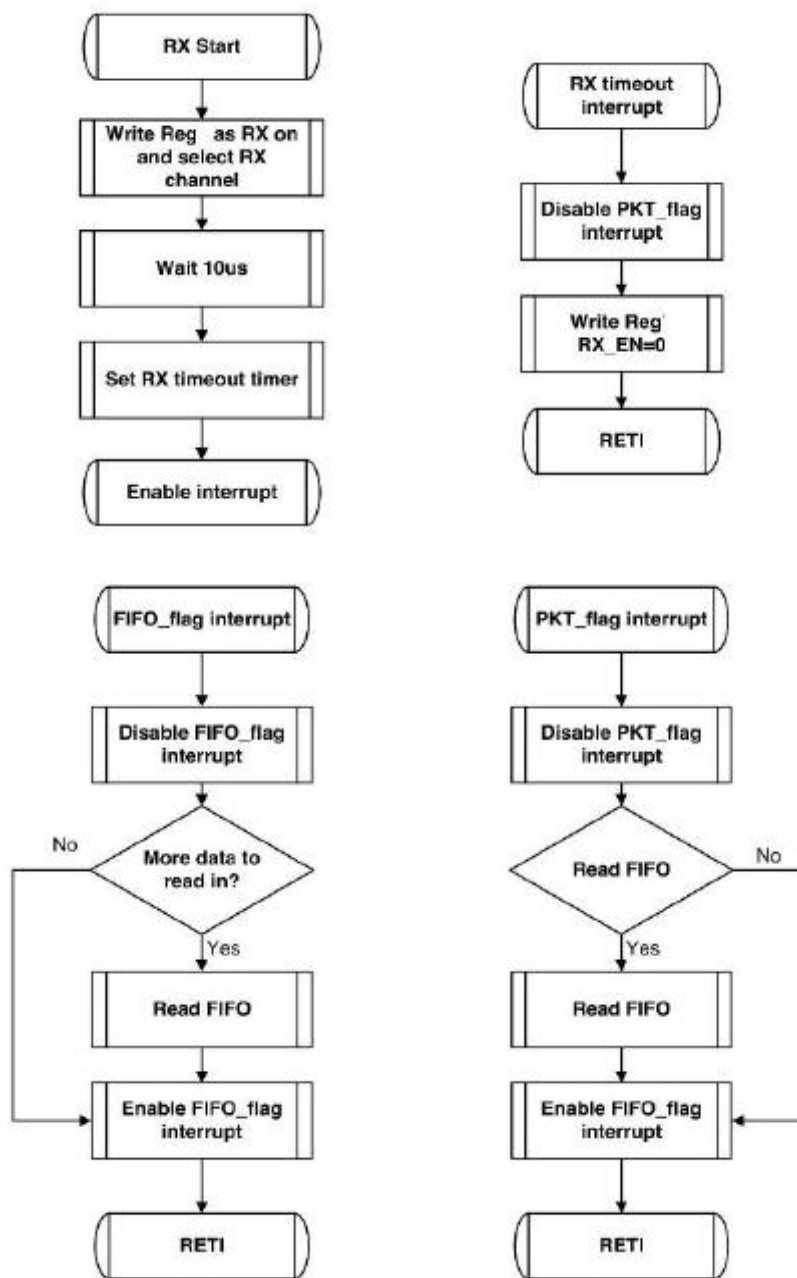 RX Start
Write Reg as RX on
and select RX
channel
Wait 10us
Set RX timeout timer
Enable interrupt
RX timeout
interrupt
Disable PKT_flag
interrupt
Write Reg
RX_EN=0
RETI
FIFO_flag interrupt
Disable FIFO_flag
interrupt
No
More data to
read in?
Yes
Read FIFO
Enable FIFO_flag
interrupt
RETI
PKT_flag interrupt
Disable PKT_flag
interrupt
Read FIFO
No
Yes
Read FIFO
Enable FIFO_flag
interrupt
RETI